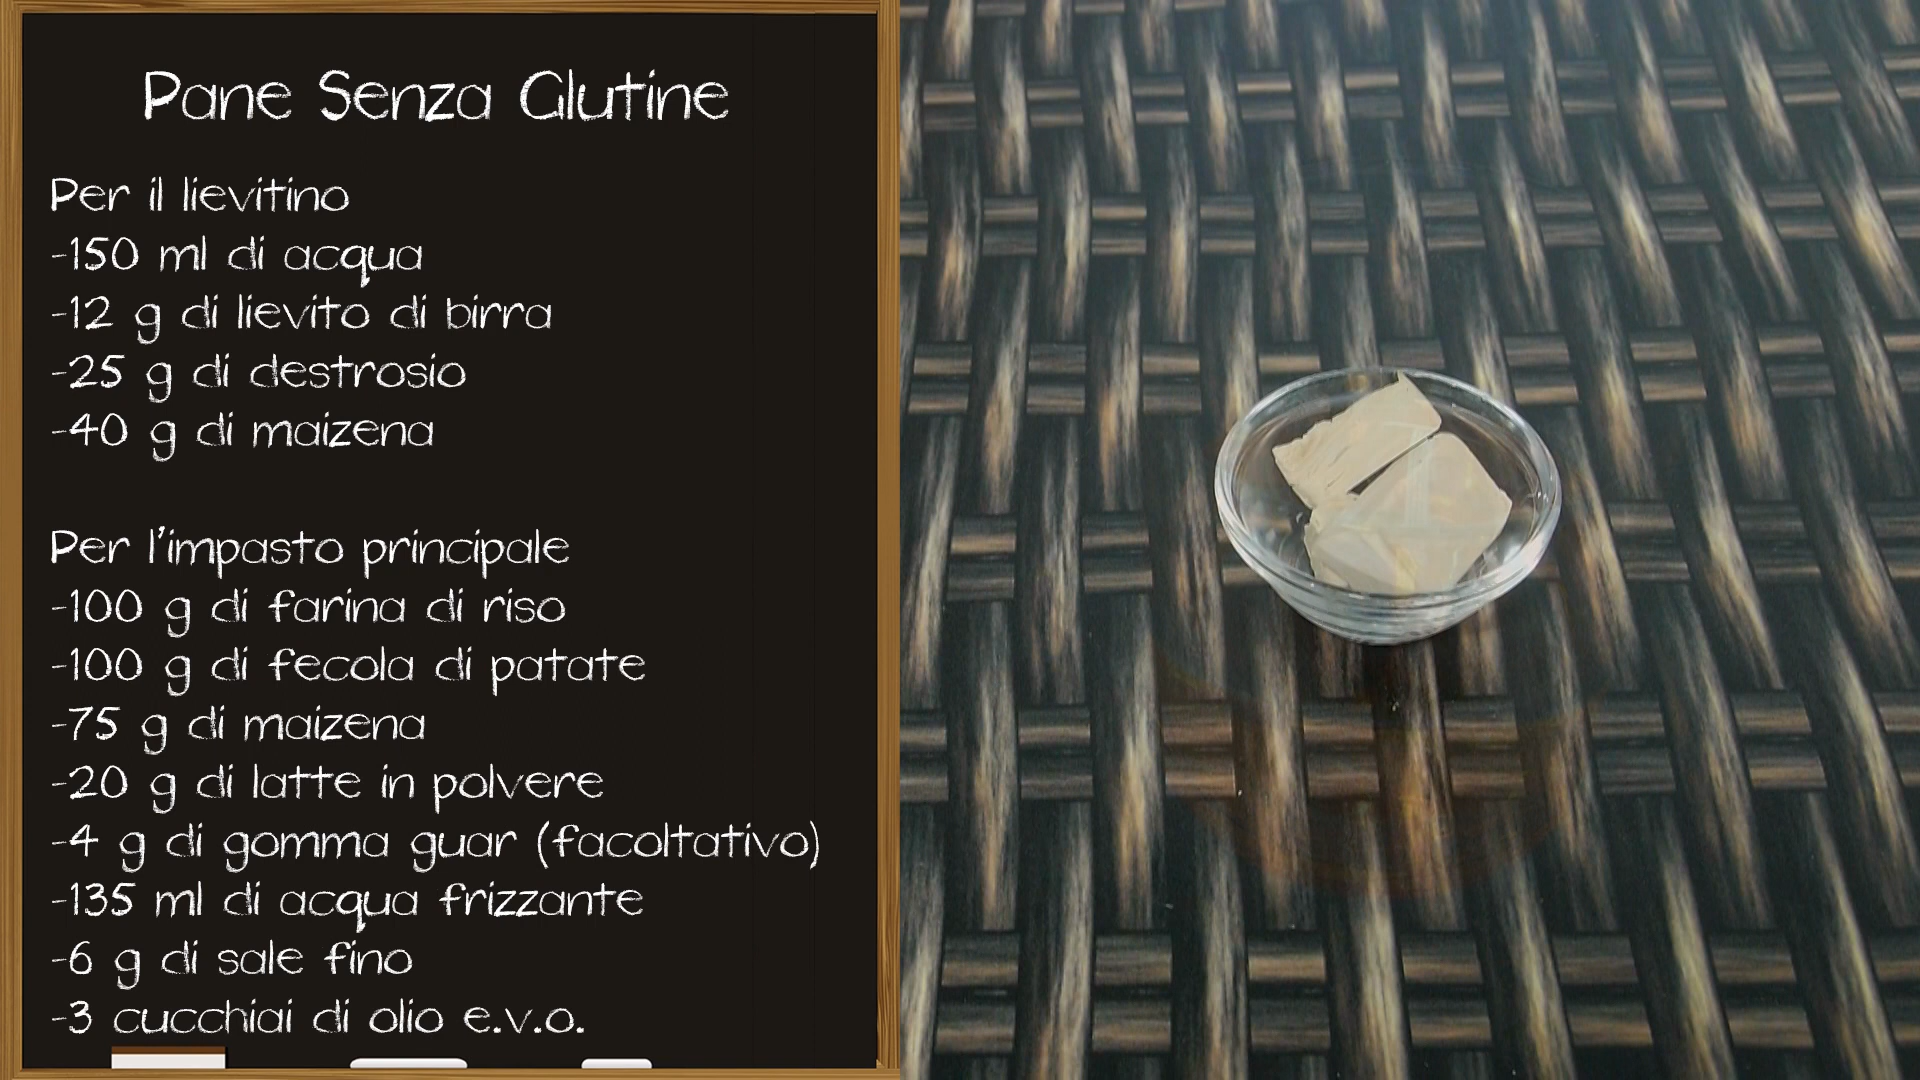 Pane Senza Glutine
Per il lievitino
-150 ml di acqua
-12 g di lievito di birra
-25 g di destrosio
-40 g di maizena
Per l'impasto principale
-100 g di farina di riso
-100 g di fecola di patate
-75 g di maizena
-20 g di latte in polvere
-4 g di gomma guar (facoltativo)
-135 ml di acqua frizzante
-6 g di sale fino
-3 cucchiai di olio e.v.o.